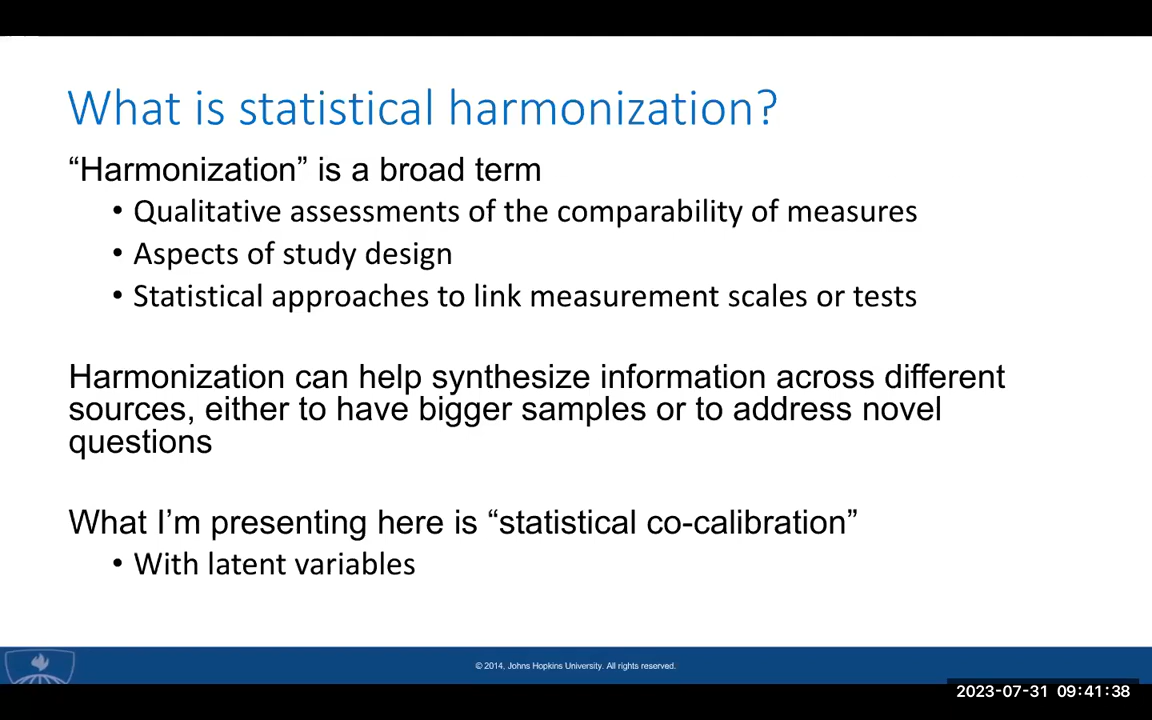 What is statistical harmonization?
“Harmonization” is a broad term
• Qualitative assessments of the comparability of measures
• Aspects of study design
• Statistical approaches to link measurement scales or tests
Harmonization can help synthesize information across different
sources, either to have bigger samples or to address novel
questions
What I’m presenting here is “statistical co-calibration”
• With latent variables
© 2014, Johns Hopkins University. All rights reserved.
2023-07-31 09:41:38